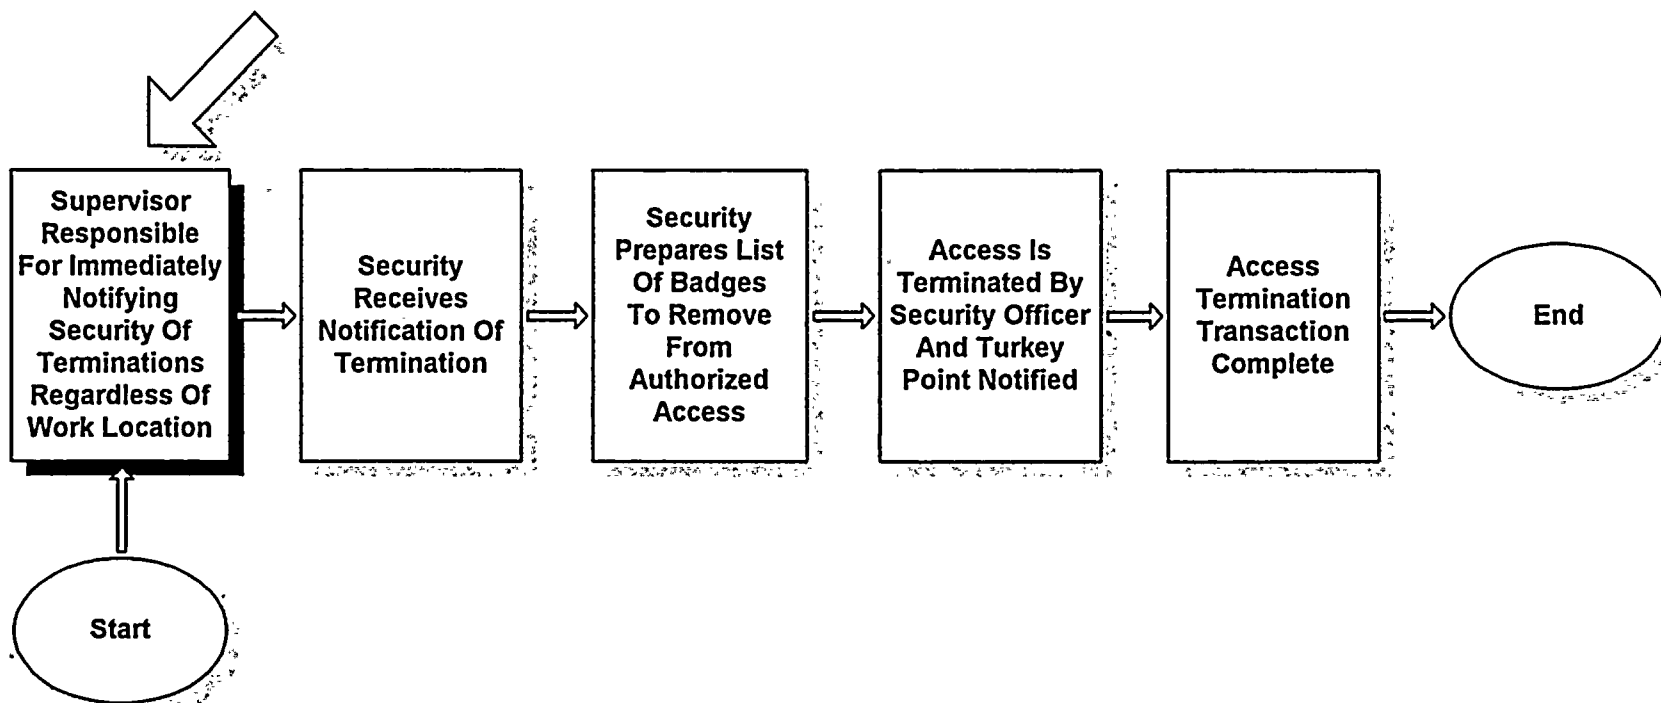 Supervisor
Responsible
For Immediately
Notifying
Security Of
Terminations
Regardless Of
Work Location
Security
Receives
Notification Of
Termination
Security
Prepares List
Of Badges
To Remove
From
Authorized
Access
Access Is
Terminated By
Security Officer
And Turkey
Point Notified
Access
Termination
Transaction
Complete
End
Start